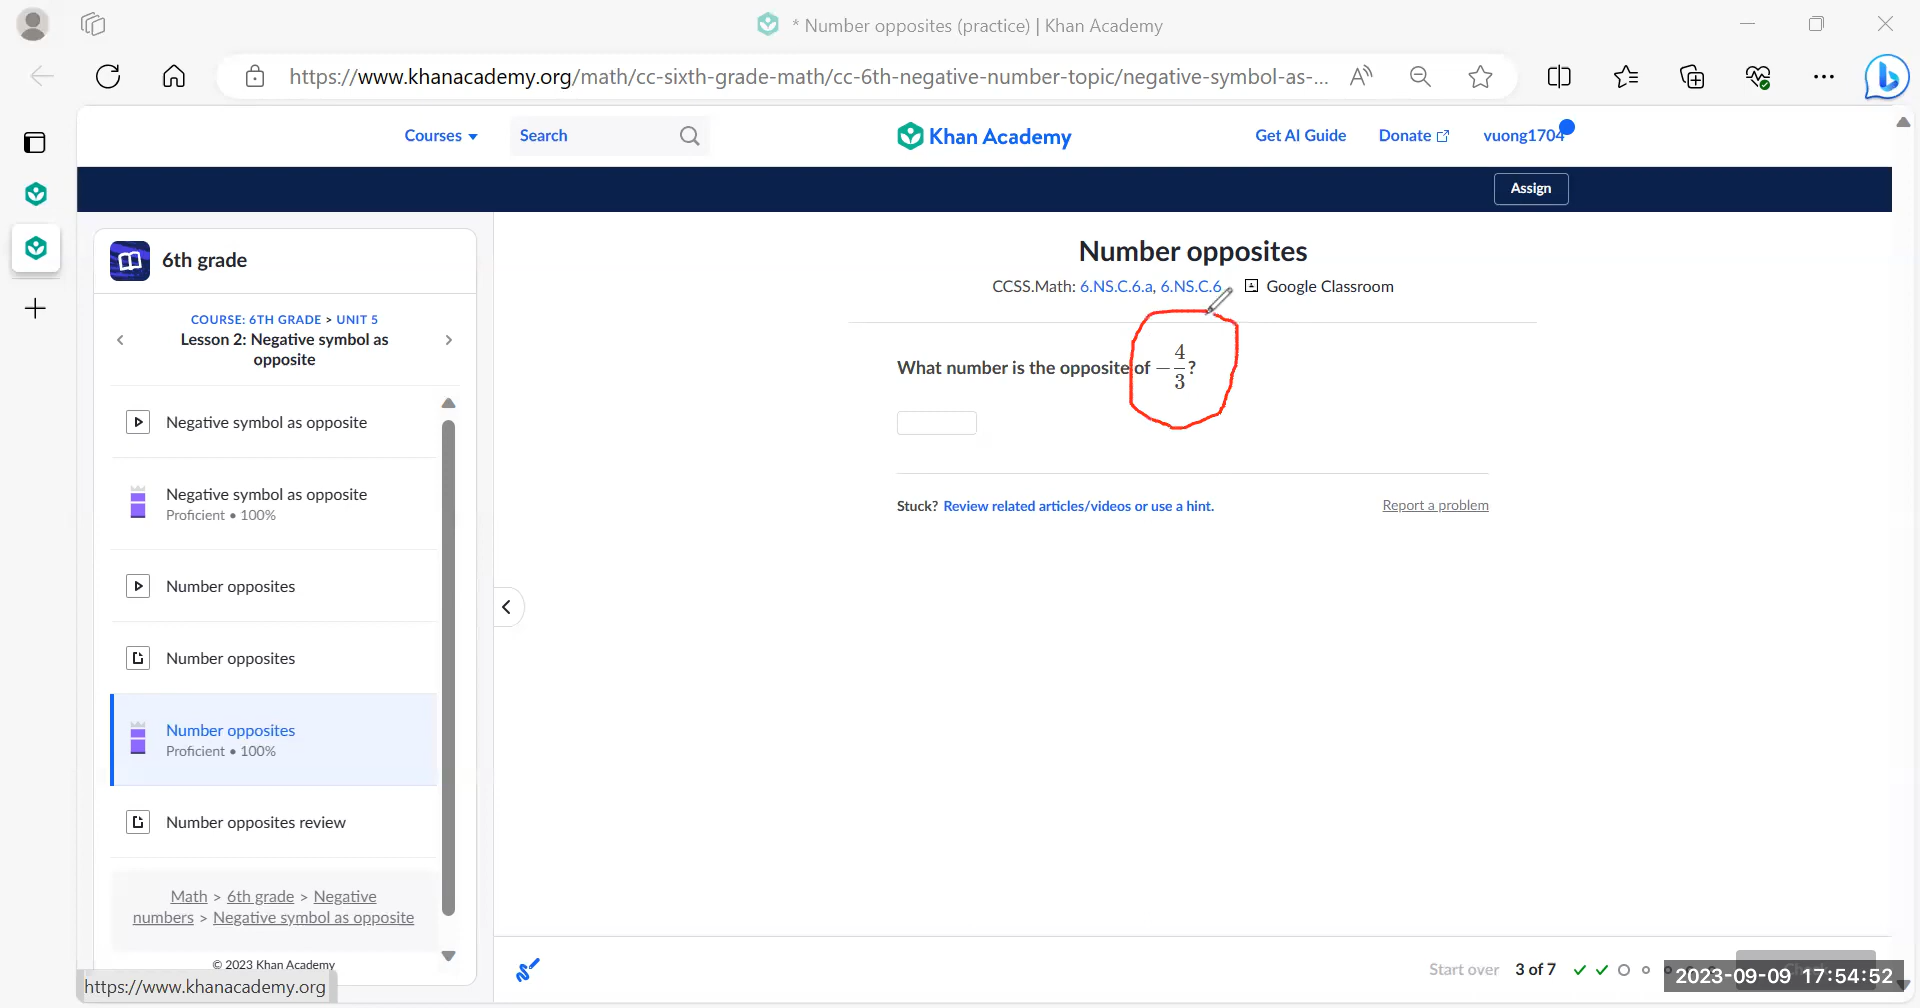 * Number opposites (practice) | Khan Academy
https://www.khanacademy.org/math/cc-sixth-grade-math/cc-6th-negative-number-topic/negative-symbol-as-...
Courses
Search
Khan Academy
Get AI Guide
Donate
vuong1704
Assign
6th grade
COURSE: 6TH GRADE > UNIT 5
Lesson 2: Negative symbol as
opposite
Negative symbol as opposite
Negative symbol as opposite
Proficient • 100%
Number opposites
Number opposites
Number opposites
Proficient • 100%
Number opposites review
Math > 6th grade > Negative
numbers > Negative symbol as opposite
© 2023 Khan Academy
https://www.khanacademy.org
Number opposites
CCSS.Math: 6.NS.C.6.a, 6.NS.C.6
Google Classroom
What number is the opposite of −4/3?
Stuck? Review related articles/videos or use a hint.
Report a problem
Start over
3 of 7
2023-09-09 17:54:52